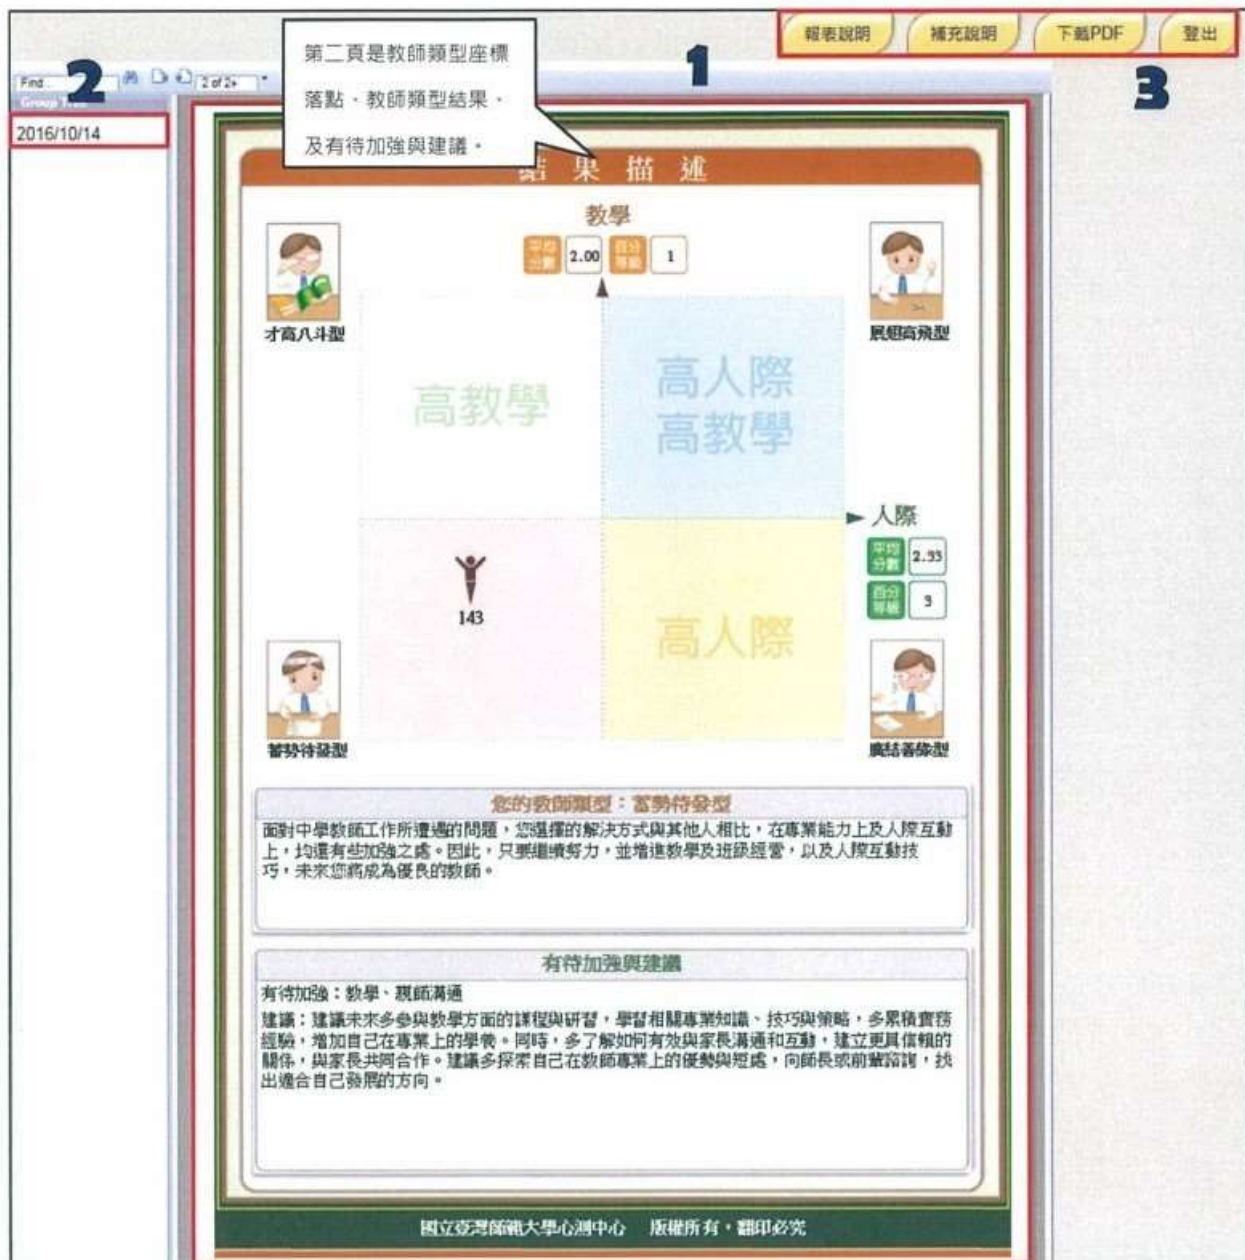 報表說明
補充說明
下載PDF
登出
1
2
3
Find...
2 of 2+
Group Tree
2016/10/14
第二頁是教師類型座標
落點、教師類型結果、
及有待加強與建議。
結果描述
教學
平均分數 2.00 百分等級 1
才高八斗型
展翅高飛型
高教學
高人際
高教學
人際
平均分數 2.33
百分等級 3
143
高人際
蓄勢待發型
廣結善緣型
您的教師類型：蓄勢待發型
面對中學教師工作所遭遇的問題，您選擇的解決方式與其他人相比，在專業能力上及人際互動
上，均還有些加強之處。因此，只要繼續努力，並增進教學及班級經營，以及人際互動技
巧，未來您將成為優良的教師。
有待加強與建議
有待加強：教學、親師溝通
建議：建議未來多參與教學方面的課程與研習，學習相關專業知識、技巧與策略，多累積實務
經驗，增加自己在專業上的學養。同時，多了解如何有效與家長溝通和互動，建立更具信賴的
關係，與家長共同合作。建議多探索自己在教師專業上的優勢與短處，向師長或前輩諮詢，找
出適合自己發展的方向。
國立臺灣師範大學心測中心　版權所有，翻印必究